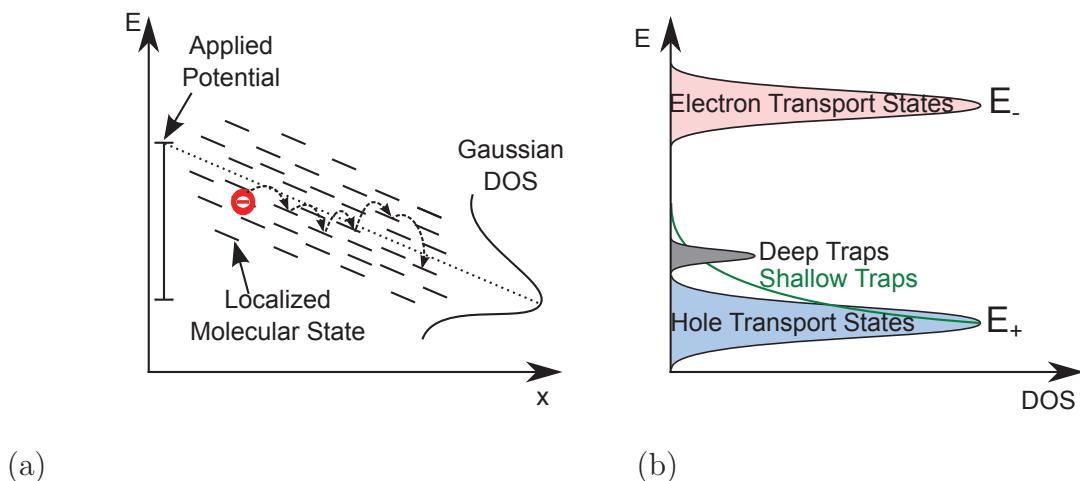 E
Applied
Potential
Gaussian
DOS
Localized
Molecular State
x
(a)
E
Electron Transport States
E-
Deep Traps
Shallow Traps
Hole Transport States
E+
DOS
(b)